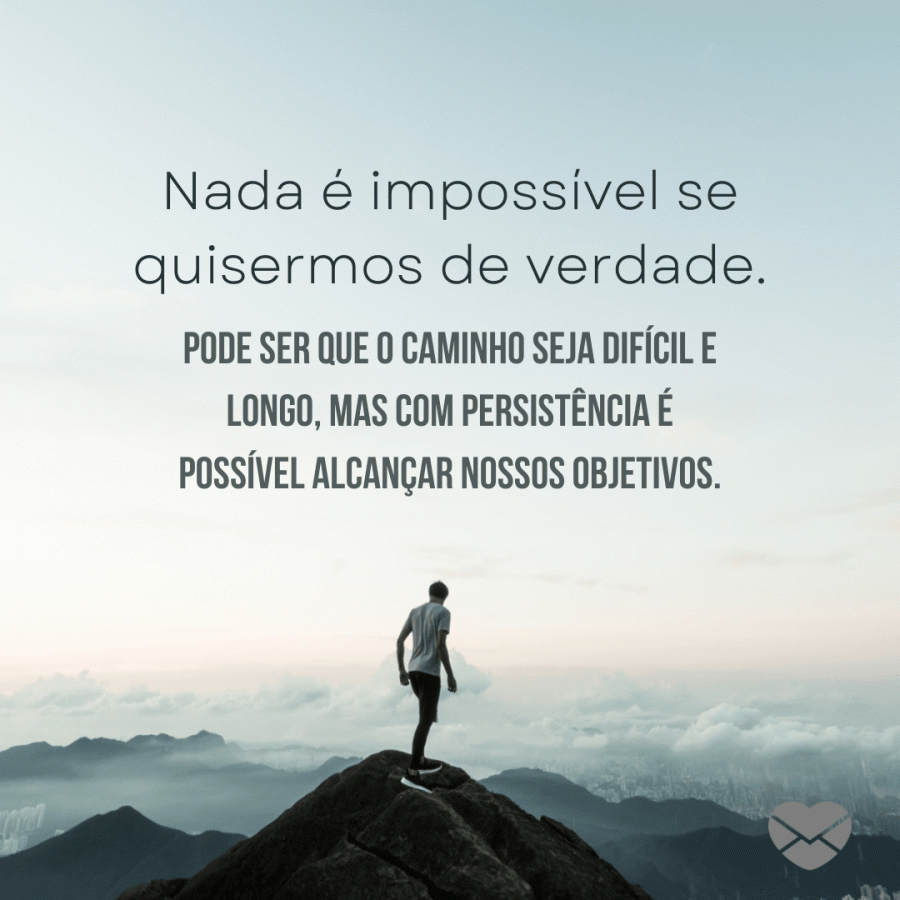 Nada é impossível se
quisermos de verdade.
PODE SER QUE O CAMINHO SEJA DIFÍCIL E
LONGO, MAS COM PERSISTÊNCIA É
POSSÍVEL ALCANÇAR NOSSOS OBJETIVOS.